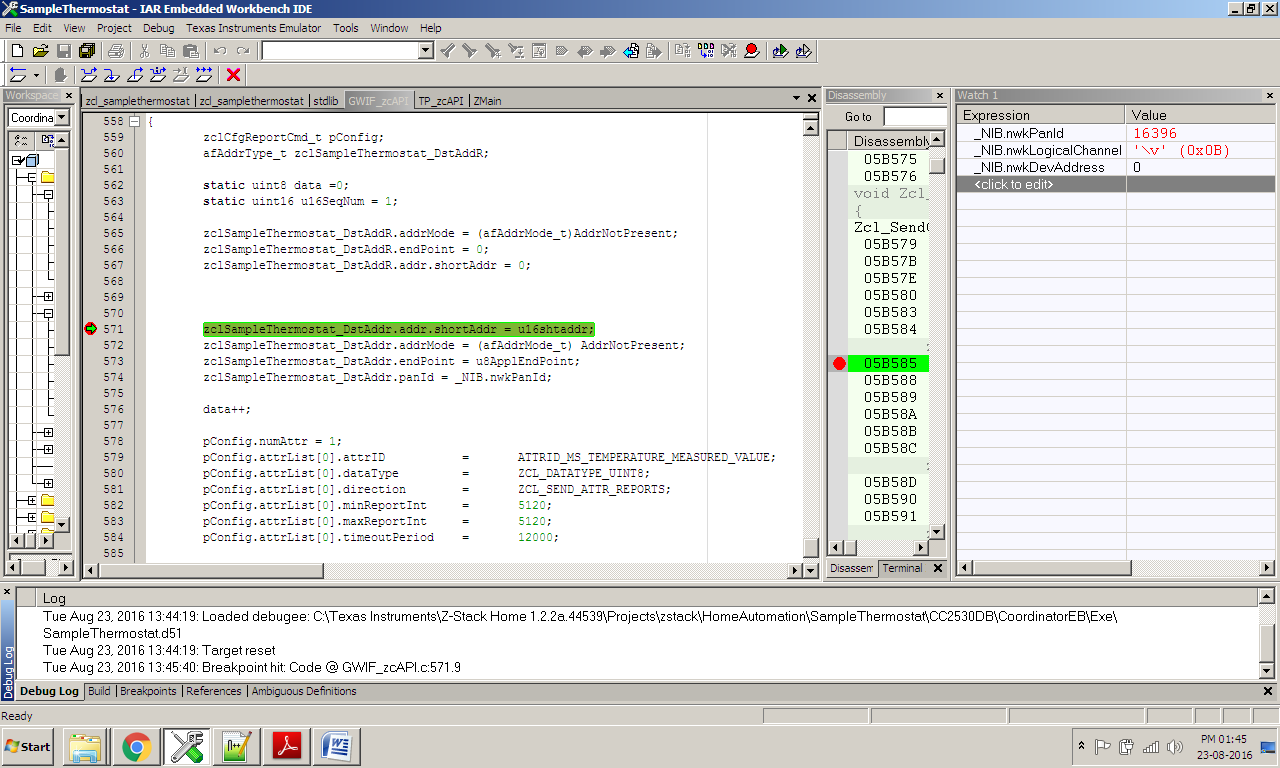 SampleThermostat - IAR Embedded Workbench IDE
File Edit View Project Debug Texas Instruments Emulator Tools Window Help
Workspace
Coordina
zcl_samplethermostat | zcl_samplethermostat | stdlib | GWIF_zcAPI | TP_zcAPI | ZMain
558 {
559 zclCfgReportCmd_t pConfig;
560 afAddrType_t zclSampleThermostat_DstAddR;
561
562 static uint8 data =0;
563 static uint16 u16SeqNum = 1;
564
565 zclSampleThermostat_DstAddR.addrMode = (afAddrMode_t)AddrNotPresent;
566 zclSampleThermostat_DstAddR.endPoint = 0;
567 zclSampleThermostat_DstAddR.addr.shortAddr = 0;
568
569
570
571 zclSampleThermostat_DstAddr.addr.shortAddr = u16shtaddr;
572 zclSampleThermostat_DstAddr.addrMode = (afAddrMode_t) AddrNotPresent;
573 zclSampleThermostat_DstAddr.endPoint = u8ApplEndPoint;
574 zclSampleThermostat_DstAddr.panId = _NIB.nwkPanId;
575
576 data++;
577
578 pConfig.numAttr = 1;
579 pConfig.attrList[0].attrID = ATTRID_MS_TEMPERATURE_MEASURED_VALUE;
580 pConfig.attrList[0].dataType = ZCL_DATATYPE_UINT8;
581 pConfig.attrList[0].direction = ZCL_SEND_ATTR_REPORTS;
582 pConfig.attrList[0].minReportInt = 5120;
583 pConfig.attrList[0].maxReportInt = 5120;
584 pConfig.attrList[0].timeoutPeriod = 12000;
585
Disassembly
Go to
Disassembly
05B575
05B576
void Zcl_
{
Zcl_Send
05B579
05B57B
05B57E
05B580
05B583
05B584
05B585
05B588
05B589
05B58A
05B58B
05B58C
05B58D
05B590
05B591
Disassem Terminal
Watch 1
Expression Value
_NIB.nwkPanId 16396
_NIB.nwkLogicalChannel '\v' (0x0B)
_NIB.nwkDevAddress 0
<click to edit>
Debug Log
Log
Tue Aug 23, 2016 13:44:19: Loaded debugee: C:\Texas Instruments\Z-Stack Home 1.2.2a.44539\Projects\zstack\HomeAutomation\SampleThermostat\CC2530DB\CoordinatorEB\Exe\
SampleThermostat.d51
Tue Aug 23, 2016 13:44:19: Target reset
Tue Aug 23, 2016 13:45:40: Breakpoint hit: Code @ GWIF_zcAPI.c:571.9
Debug Log | Build | Breakpoints | References | Ambiguous Definitions
Ready
Start
PM 01:45
23-08-2016